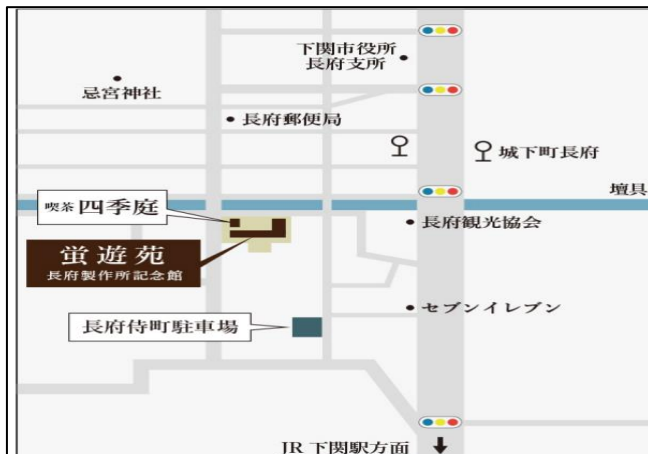 下関市役所
長府支所
忌宮神社
長府郵便局
城下町長府
壇具
喫茶 四季庭
長府観光協会
蛍遊苑
長府製作所記念館
セブンイレブン
長府侍町駐車場
JR 下関駅方面